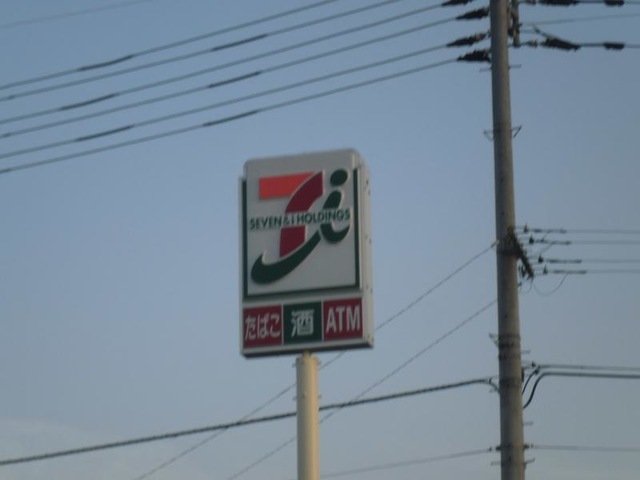 SEVEN & i HOLDINGS
たばこ 酒 ATM